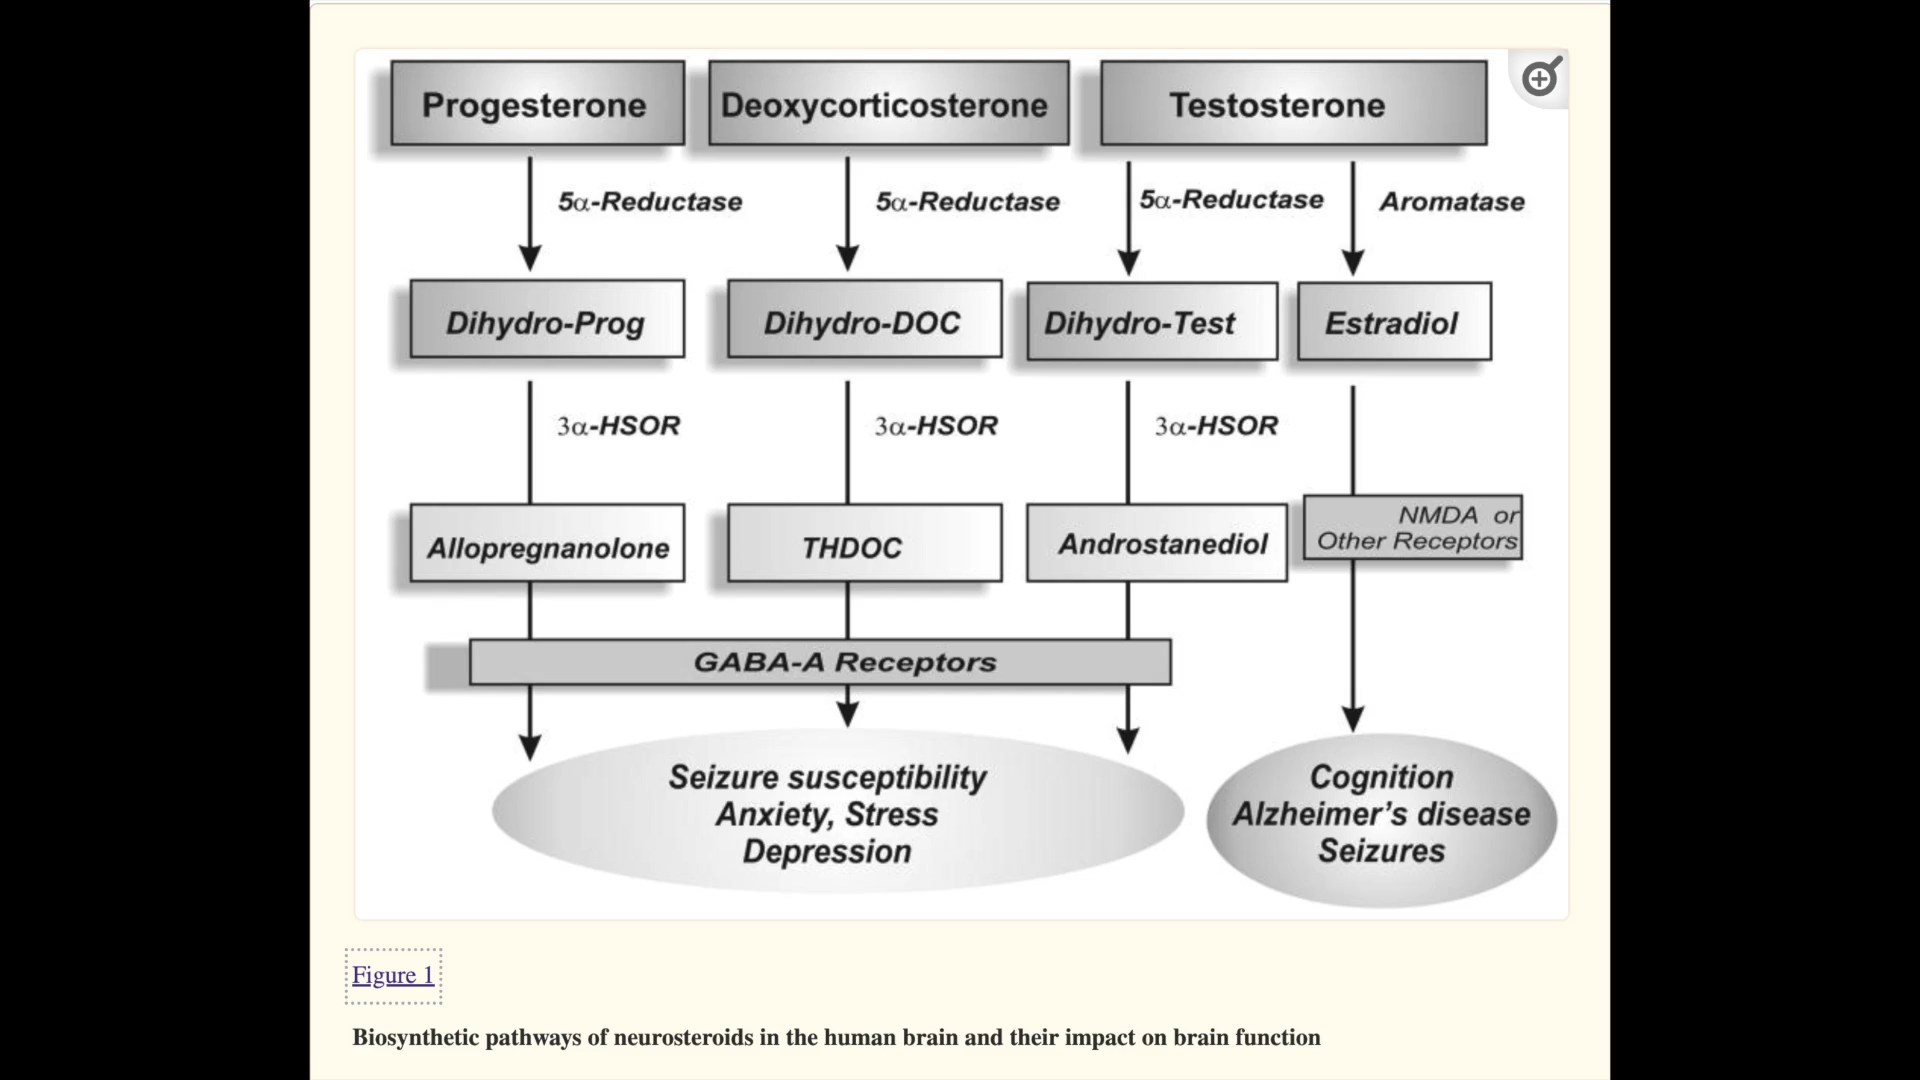 Progesterone
Deoxycorticosterone
Testosterone
5α-Reductase
5α-Reductase
5α-Reductase
Aromatase
Dihydro-Prog
Dihydro-DOC
Dihydro-Test
Estradiol
3α-HSOR
3α-HSOR
3α-HSOR
Allopregnanolone
THDOC
Androstanediol
NMDA or
Other Receptors
GABA-A Receptors
Seizure susceptibility
Anxiety, Stress
Depression
Cognition
Alzheimer’s disease
Seizures
Figure 1
Biosynthetic pathways of neurosteroids in the human brain and their impact on brain function